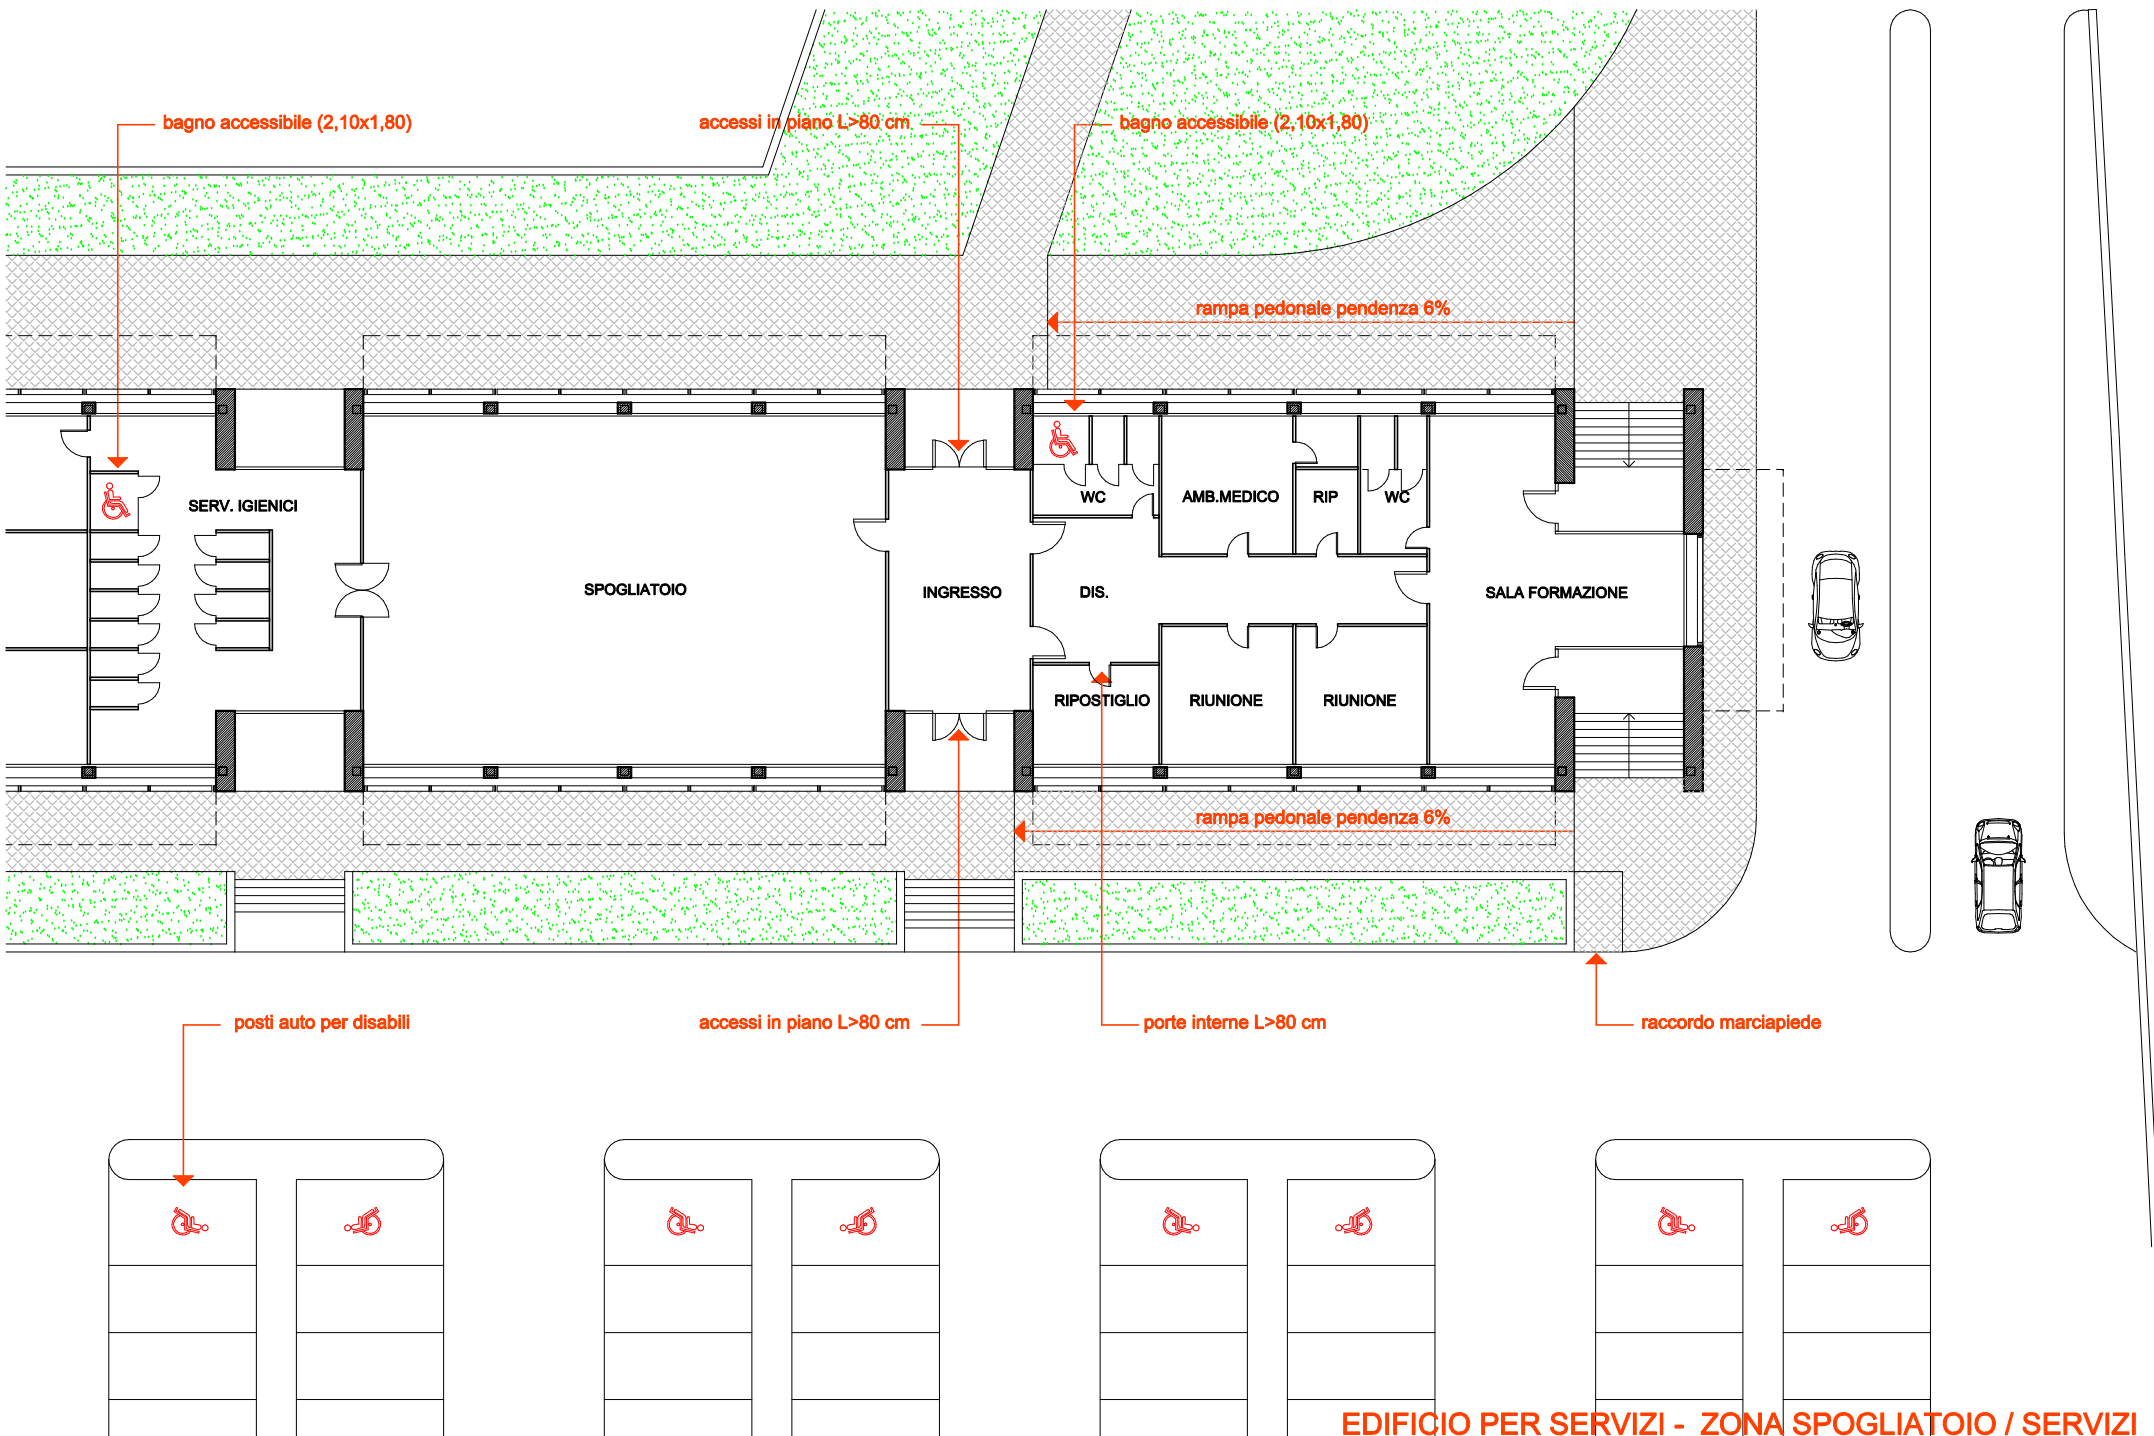 bagno accessibile (2,10x1,80)
accessi in piano L>80 cm
bagno accessibile (2,10x1,80)
rampa pedonale pendenza 6%
SERV. IGIENICI
WC
AMB.MEDICO
RIP
WC
SPOGLIATOIO
INGRESSO
DIS.
SALA FORMAZIONE
RIPOSTIGLIO
RIUNIONE
RIUNIONE
rampa pedonale pendenza 6%
posti auto per disabili
accessi in piano L>80 cm
porte interne L>80 cm
raccordo marciapiede
EDIFICIO PER SERVIZI - ZONA SPOGLIATOIO / SERVIZI